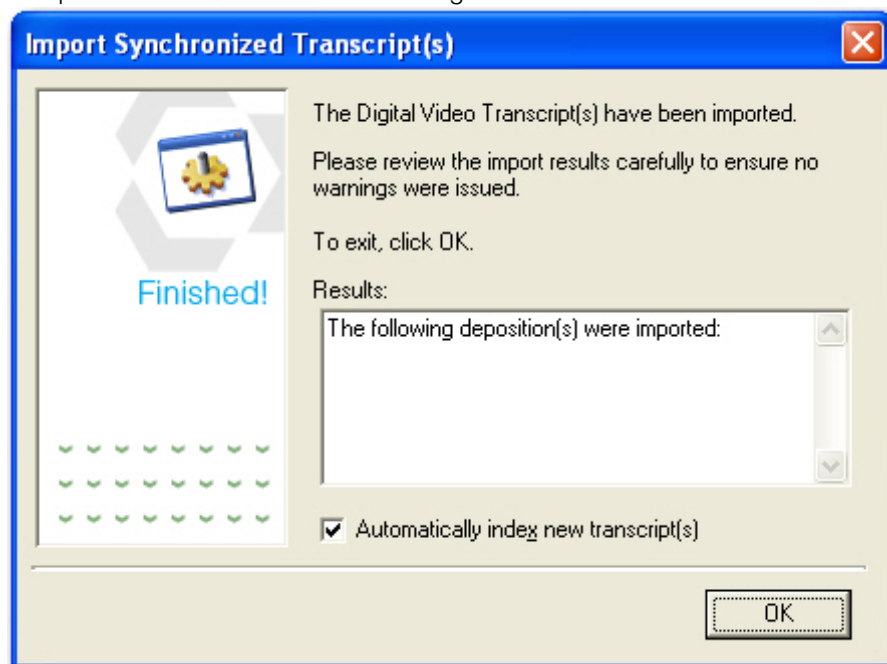 Import Synchronized Transcript(s)
The Digital Video Transcript(s) have been imported.
Please review the import results carefully to ensure no
warnings were issued.
To exit, click OK.
Finished!
Results:
The following deposition(s) were imported:
Automatically index new transcript(s)
OK